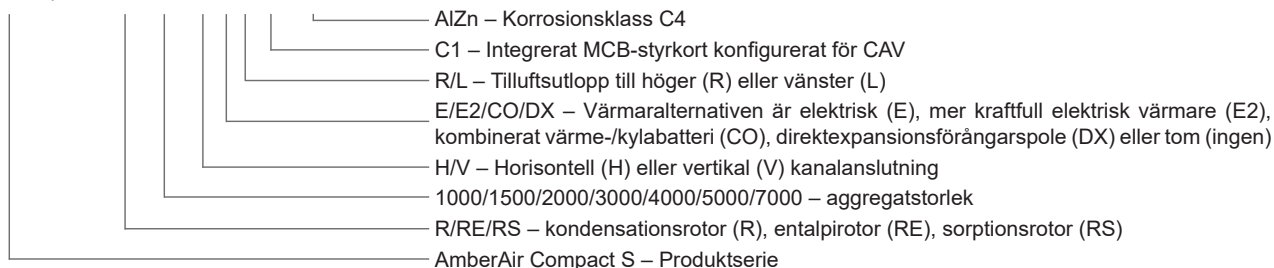 AlZn – Korrosionsklass C4
C1 – Integrerat MCB-styrkort konfigurerat för CAV
R/L – Tilluftsutlopp till höger (R) eller vänster (L)
E/E2/CO/DX – Värmaralternativen är elektrisk (E), mer kraftfull elektrisk värmare (E2),
kombinerat värme-/kylabatteri (CO), direktexpansionsförångarspole (DX) eller tom (ingen)
H/V – Horisontell (H) eller vertikal (V) kanalanslutning
1000/1500/2000/3000/4000/5000/7000 – aggregatstorlek
R/RE/RS – kondensationsrotor (R), entalpirotor (RE), sorptionsrotor (RS)
AmberAir Compact S – Produktserie